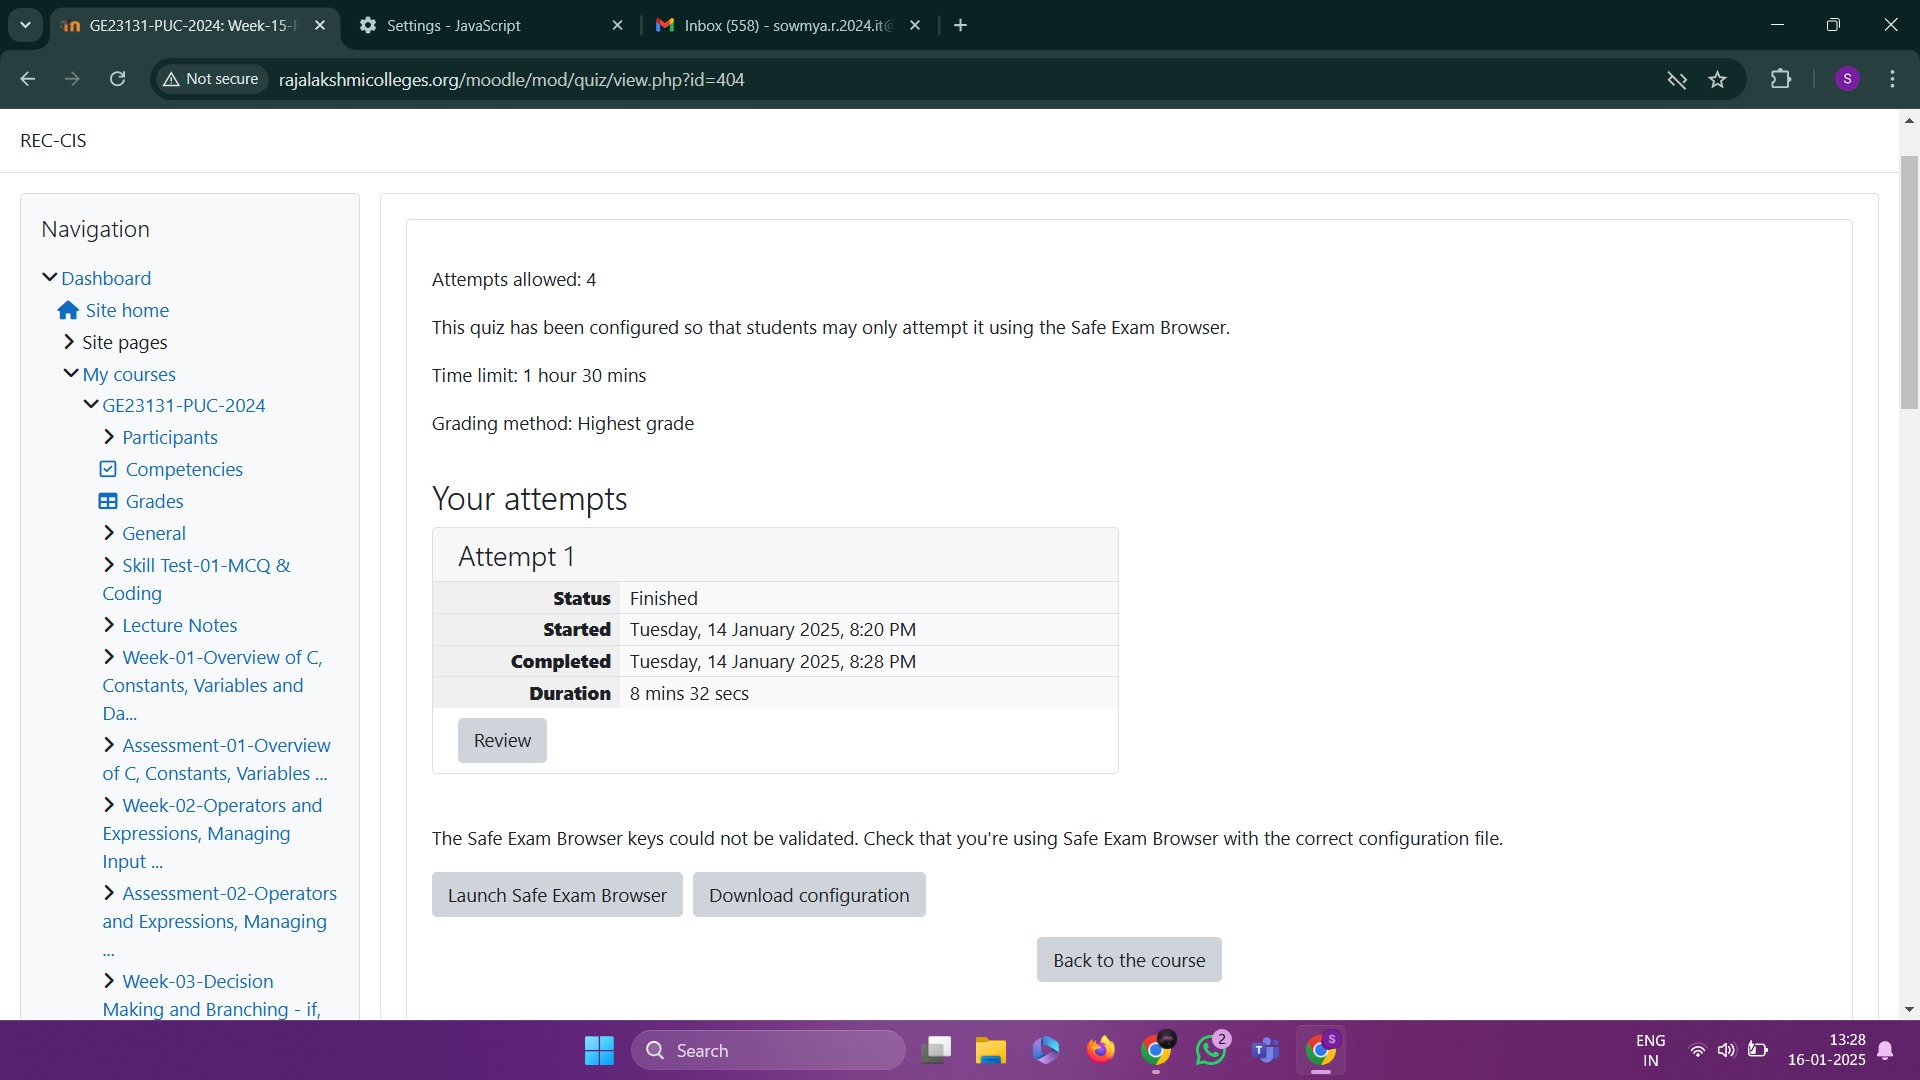 GE23131-PUC-2024: Week-15-P
Settings - JavaScript
Inbox (558) - sowmya.r.2024.it@
Not secure
rajalakshmicolleges.org/moodle/mod/quiz/view.php?id=404
S
REC-CIS
Navigation
Dashboard
Site home
Site pages
My courses
GE23131-PUC-2024
Participants
Competencies
Grades
General
Skill Test-01-MCQ &
Coding
Lecture Notes
Week-01-Overview of C,
Constants, Variables and
Da...
Assessment-01-Overview
of C, Constants, Variables ...
Week-02-Operators and
Expressions, Managing
Input ...
Assessment-02-Operators
and Expressions, Managing
...
Week-03-Decision
Making and Branching - if,
Attempts allowed: 4
This quiz has been configured so that students may only attempt it using the Safe Exam Browser.
Time limit: 1 hour 30 mins
Grading method: Highest grade
Your attempts
Attempt 1
Status Finished
Started Tuesday, 14 January 2025, 8:20 PM
Completed Tuesday, 14 January 2025, 8:28 PM
Duration 8 mins 32 secs
Review
The Safe Exam Browser keys could not be validated. Check that you're using Safe Exam Browser with the correct configuration file.
Launch Safe Exam Browser
Download configuration
Back to the course
Search
2
T
S
ENG
IN
13:28
16-01-2025